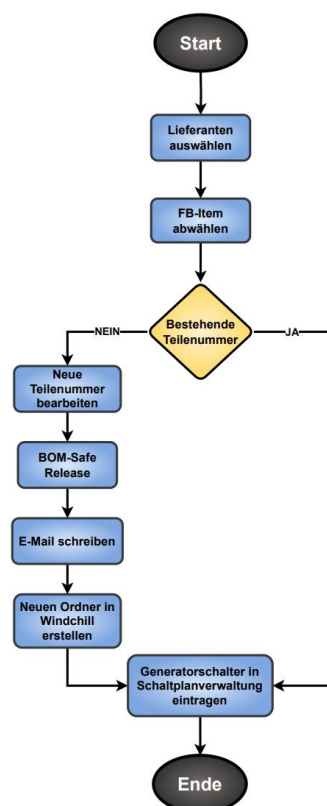 Start
Lieferanten
auswählen
FB-Item
abwählen
Bestehende
Teilenummer
NEIN
JA
Neue
Teilenummer
bearbeiten
BOM-Safe
Release
E-Mail schreiben
Neuen Ordner in
Windchill
erstellen
Generatorschalter in
Schaltplanverwaltung
eintragen
Ende